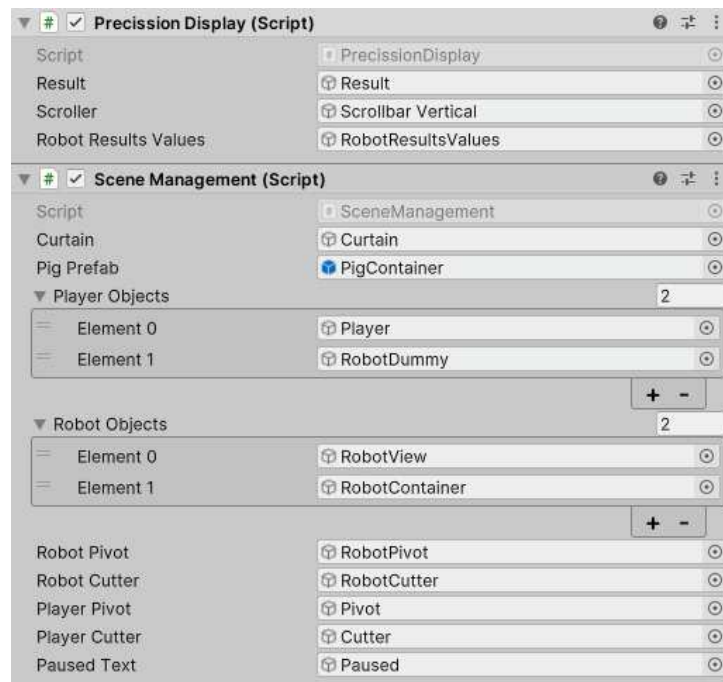 # Precission Display (Script)
Script # PrecissionDisplay
Result Result
Scroller Scrollbar Vertical
Robot Results Values RobotResultsValues
# Scene Management (Script)
Script # SceneManagement
Curtain Curtain
Pig Prefab PigContainer
Player Objects 2
Element 0 Player
Element 1 RobotDummy
+ -
Robot Objects 2
Element 0 RobotView
Element 1 RobotContainer
+ -
Robot Pivot RobotPivot
Robot Cutter RobotCutter
Player Pivot Pivot
Player Cutter Cutter
Paused Text Paused